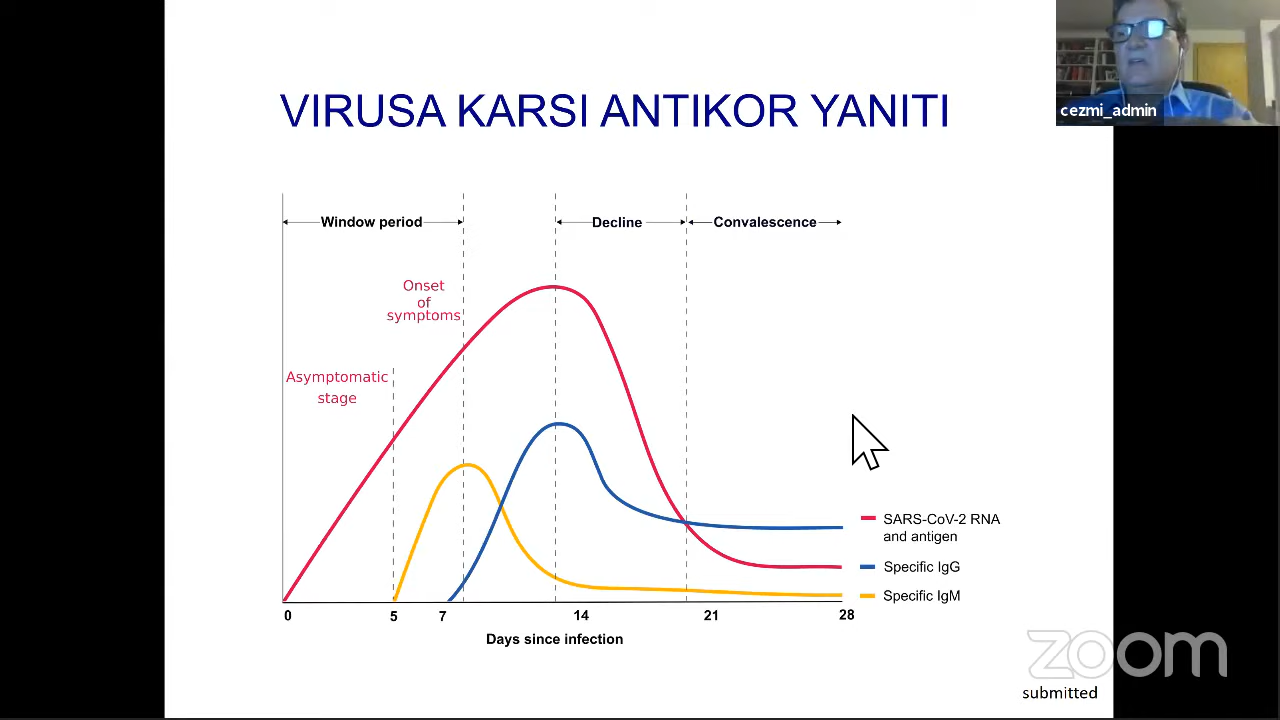 VIRUSA KARSI ANTIKOR YANITI
cezmi_admin
Window period
Decline
Convalescence
Onset
of
symptoms
Asymptomatic
stage
SARS-CoV-2 RNA
and antigen
Specific IgG
Specific IgM
0 5 7 14 21 28
Days since infection
zoom
submitted